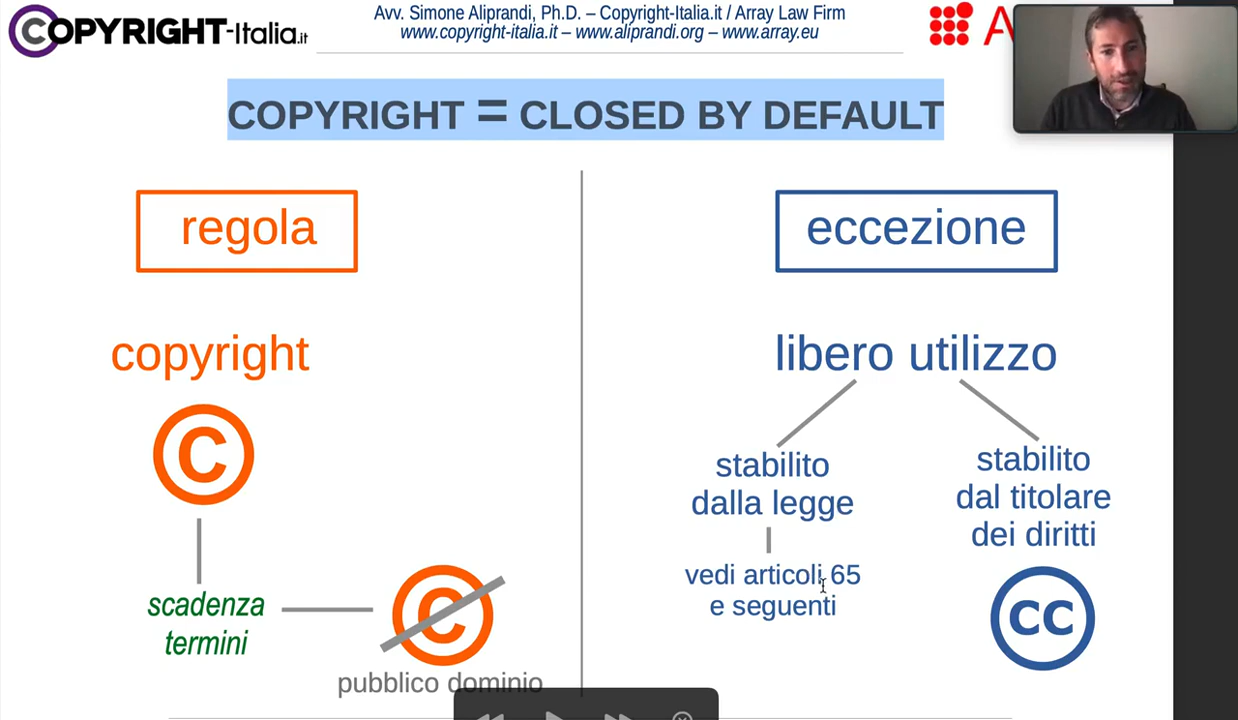 COPYRIGHT-Italia.it
Avv. Simone Aliprandi, Ph.D. – Copyright-Italia.it / Array Law Firm
www.copyright-italia.it – www.aliprandi.org – www.array.eu
COPYRIGHT = CLOSED BY DEFAULT
regola
copyright
C
scadenza
termini
C
pubblico dominio
eccezione
libero utilizzo
stabilito
dalla legge
vedi articoli 65
e seguenti
stabilito
dal titolare
dei diritti
CC